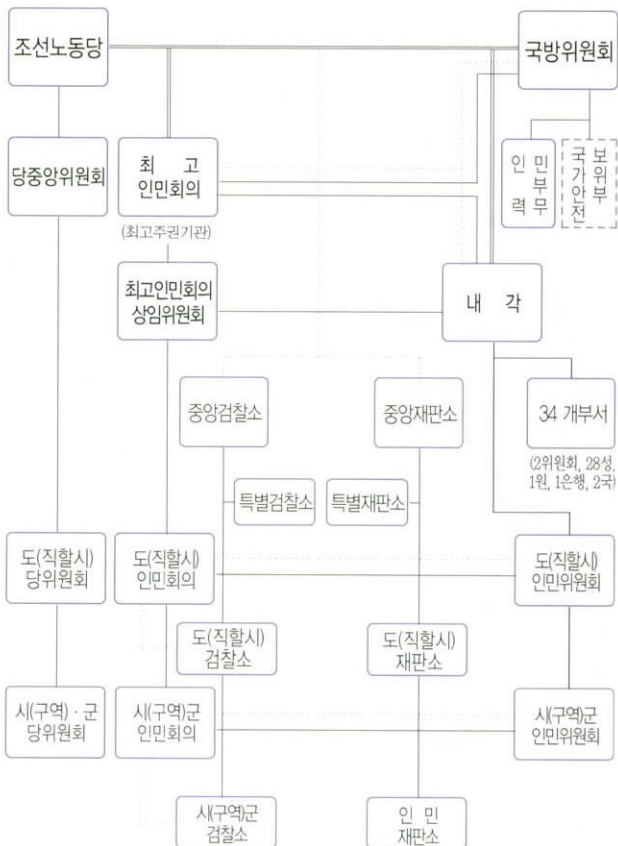 조선노동당
국방위원회
당중앙위원회
최 고
인민회의
(최고주권기관)
인민
무력부
국가안전
보위부
최고인민회의
상임위원회
내 각
중앙검찰소
중앙재판소
34 개부서
(2위원회, 28성,
1원, 1은행, 2국)
특별검찰소
특별재판소
도(직할시)
당위원회
도(직할시)
인민회의
도(직할시)
인민위원회
도(직할시)
검찰소
도(직할시)
재판소
시(구역) · 군
당위원회
시(구역)군
인민회의
시(구역)군
인민위원회
시(구역)군
검찰소
인 민
재판소